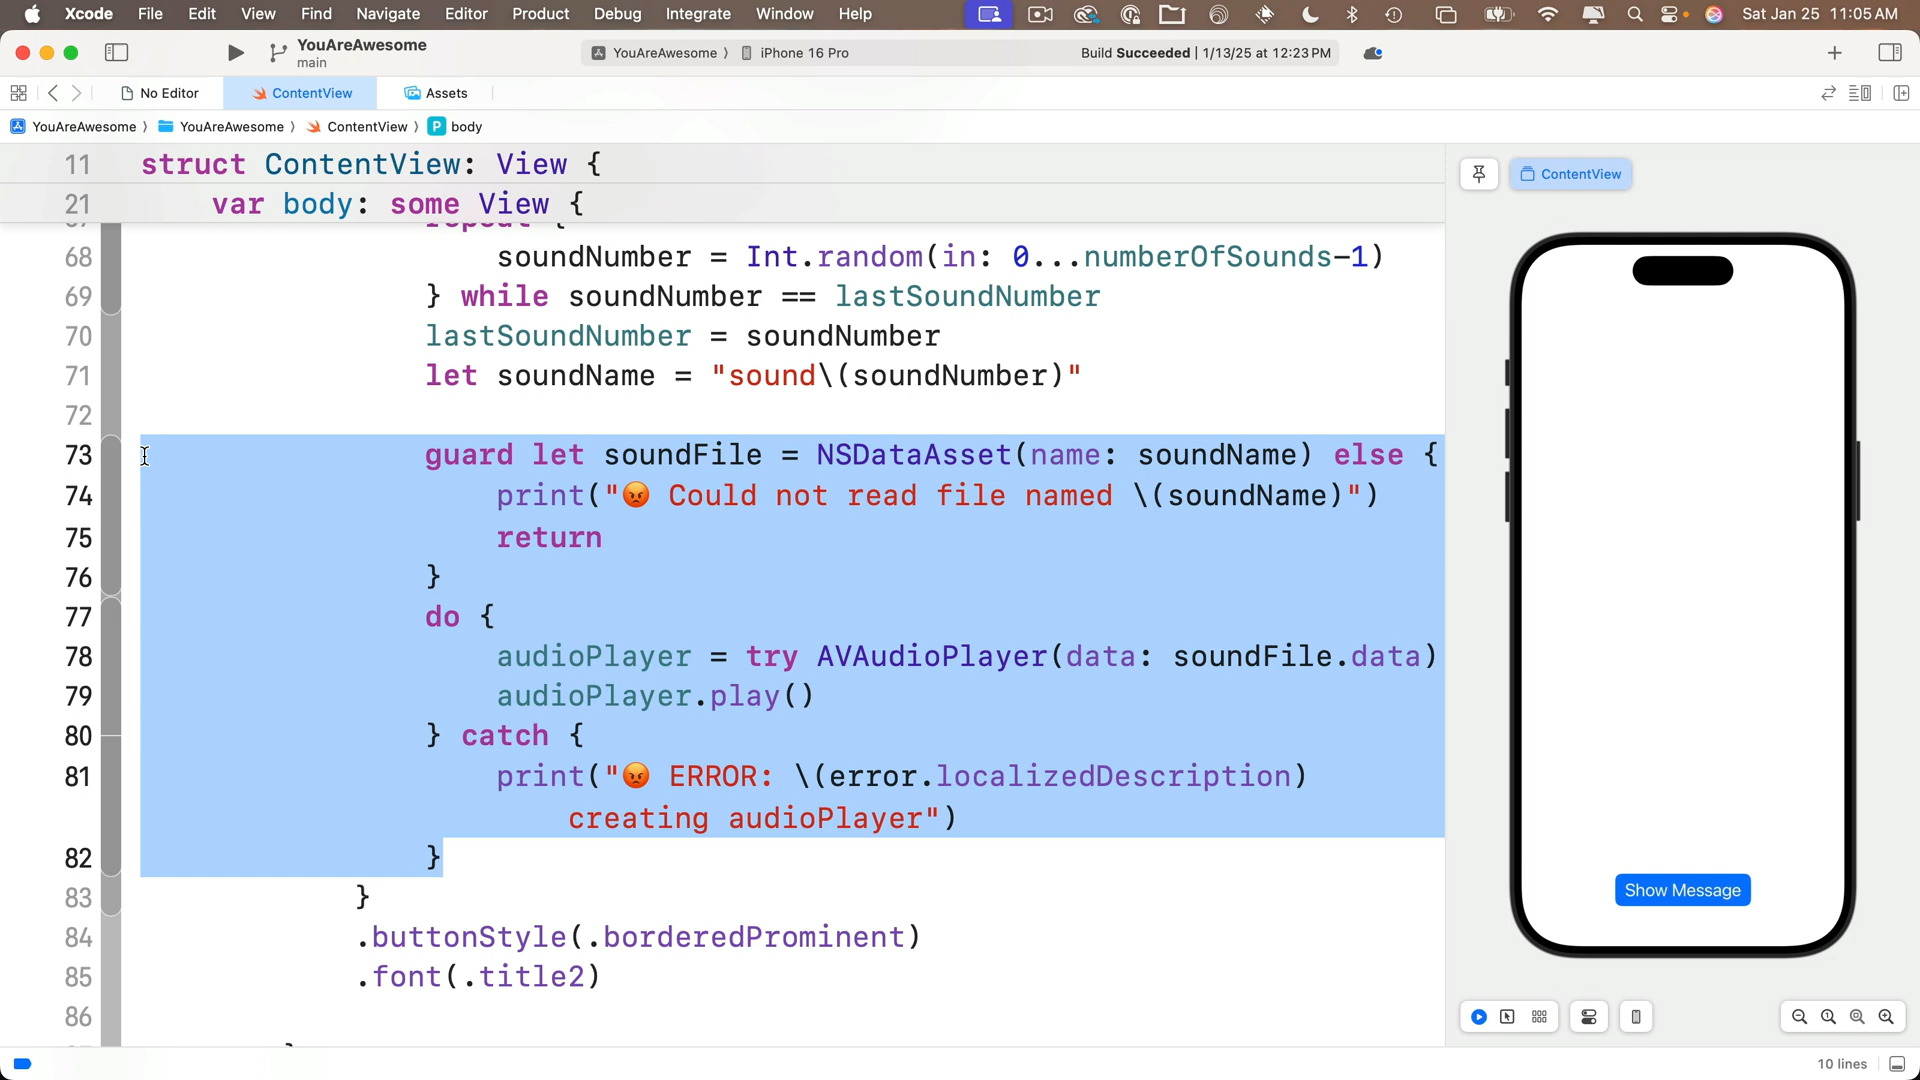 Xcode File Edit View Find Navigate Editor Product Debug Integrate Window Help Sat Jan 25 11:05 AM
YouAreAwesome
main
YouAreAwesome 〉 iPhone 16 Pro
Build Succeeded | 1/13/25 at 12:23 PM
No Editor ContentView Assets
YouAreAwesome 〉 YouAreAwesome 〉 ContentView 〉 P body
11 struct ContentView: View {
21 var body: some View {
68 soundNumber = Int.random(in: 0...numberOfSounds-1)
69 } while soundNumber == lastSoundNumber
70 lastSoundNumber = soundNumber
71 let soundName = "sound\(soundNumber)"
72
73 guard let soundFile = NSDataAsset(name: soundName) else {
74 print("😡 Could not read file named \(soundName)")
75 return
76 }
77 do {
78 audioPlayer = try AVAudioPlayer(data: soundFile.data)
79 audioPlayer.play()
80 } catch {
81 print("😡 ERROR: \(error.localizedDescription)
creating audioPlayer")
82 }
83 }
84 .buttonStyle(.borderedProminent)
85 .font(.title2)
86
ContentView
Show Message
10 lines